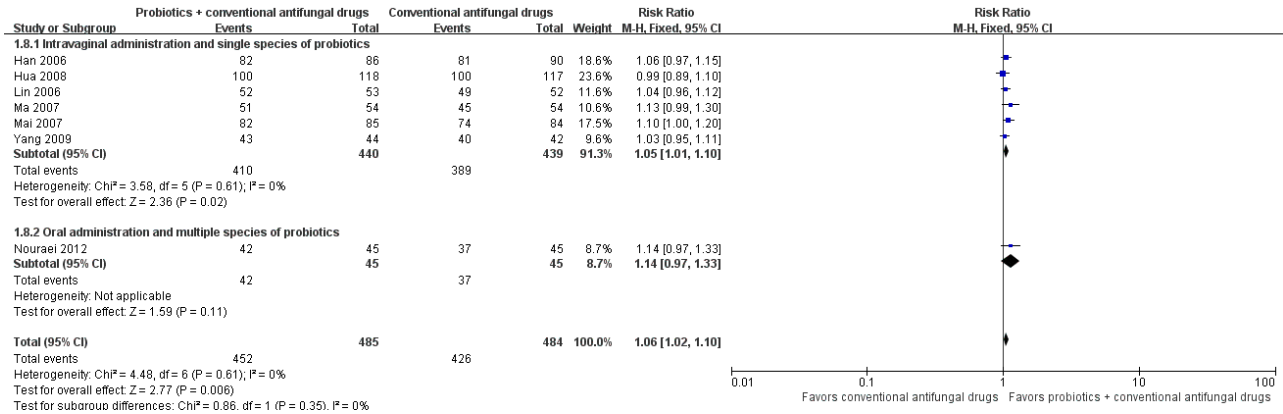 Probiotics + conventional antifungal drugs Conventional antifungal drugs Risk Ratio Risk Ratio
Study or Subgroup Events Total Events Total Weight M-H, Fixed, 95% CI M-H, Fixed, 95% CI
1.8.1 Intravaginal administration and single species of probiotics
Han 2006 82 86 81 90 18.6% 1.06 [0.97, 1.15]
Hua 2008 100 118 100 117 23.6% 0.99 [0.89, 1.10]
Lin 2006 52 53 49 52 11.6% 1.04 [0.96, 1.12]
Ma 2007 51 54 45 54 10.6% 1.13 [0.99, 1.30]
Mai 2007 82 85 74 84 17.5% 1.10 [1.00, 1.20]
Yang 2009 43 44 40 42 9.6% 1.03 [0.95, 1.11]
Subtotal (95% CI) 440 439 91.3% 1.05 [1.01, 1.10]
Total events 410 389
Heterogeneity: Chi² = 3.58, df = 5 (P = 0.61); I² = 0%
Test for overall effect: Z = 2.36 (P = 0.02)
1.8.2 Oral administration and multiple species of probiotics
Nouraei 2012 42 45 37 45 8.7% 1.14 [0.97, 1.33]
Subtotal (95% CI) 45 45 8.7% 1.14 [0.97, 1.33]
Total events 42 37
Heterogeneity: Not applicable
Test for overall effect: Z = 1.59 (P = 0.11)
Total (95% CI) 485 484 100.0% 1.06 [1.02, 1.10]
Total events 452 426
Heterogeneity: Chi² = 4.48, df = 6 (P = 0.61); I² = 0%
Test for overall effect: Z = 2.77 (P = 0.006)
Test for subgroup differences: Chi² = 0.86, df = 1 (P = 0.35), I² = 0%
0.01 0.1 1 10 100
Favors conventional antifungal drugs Favors probiotics + conventional antifungal drugs